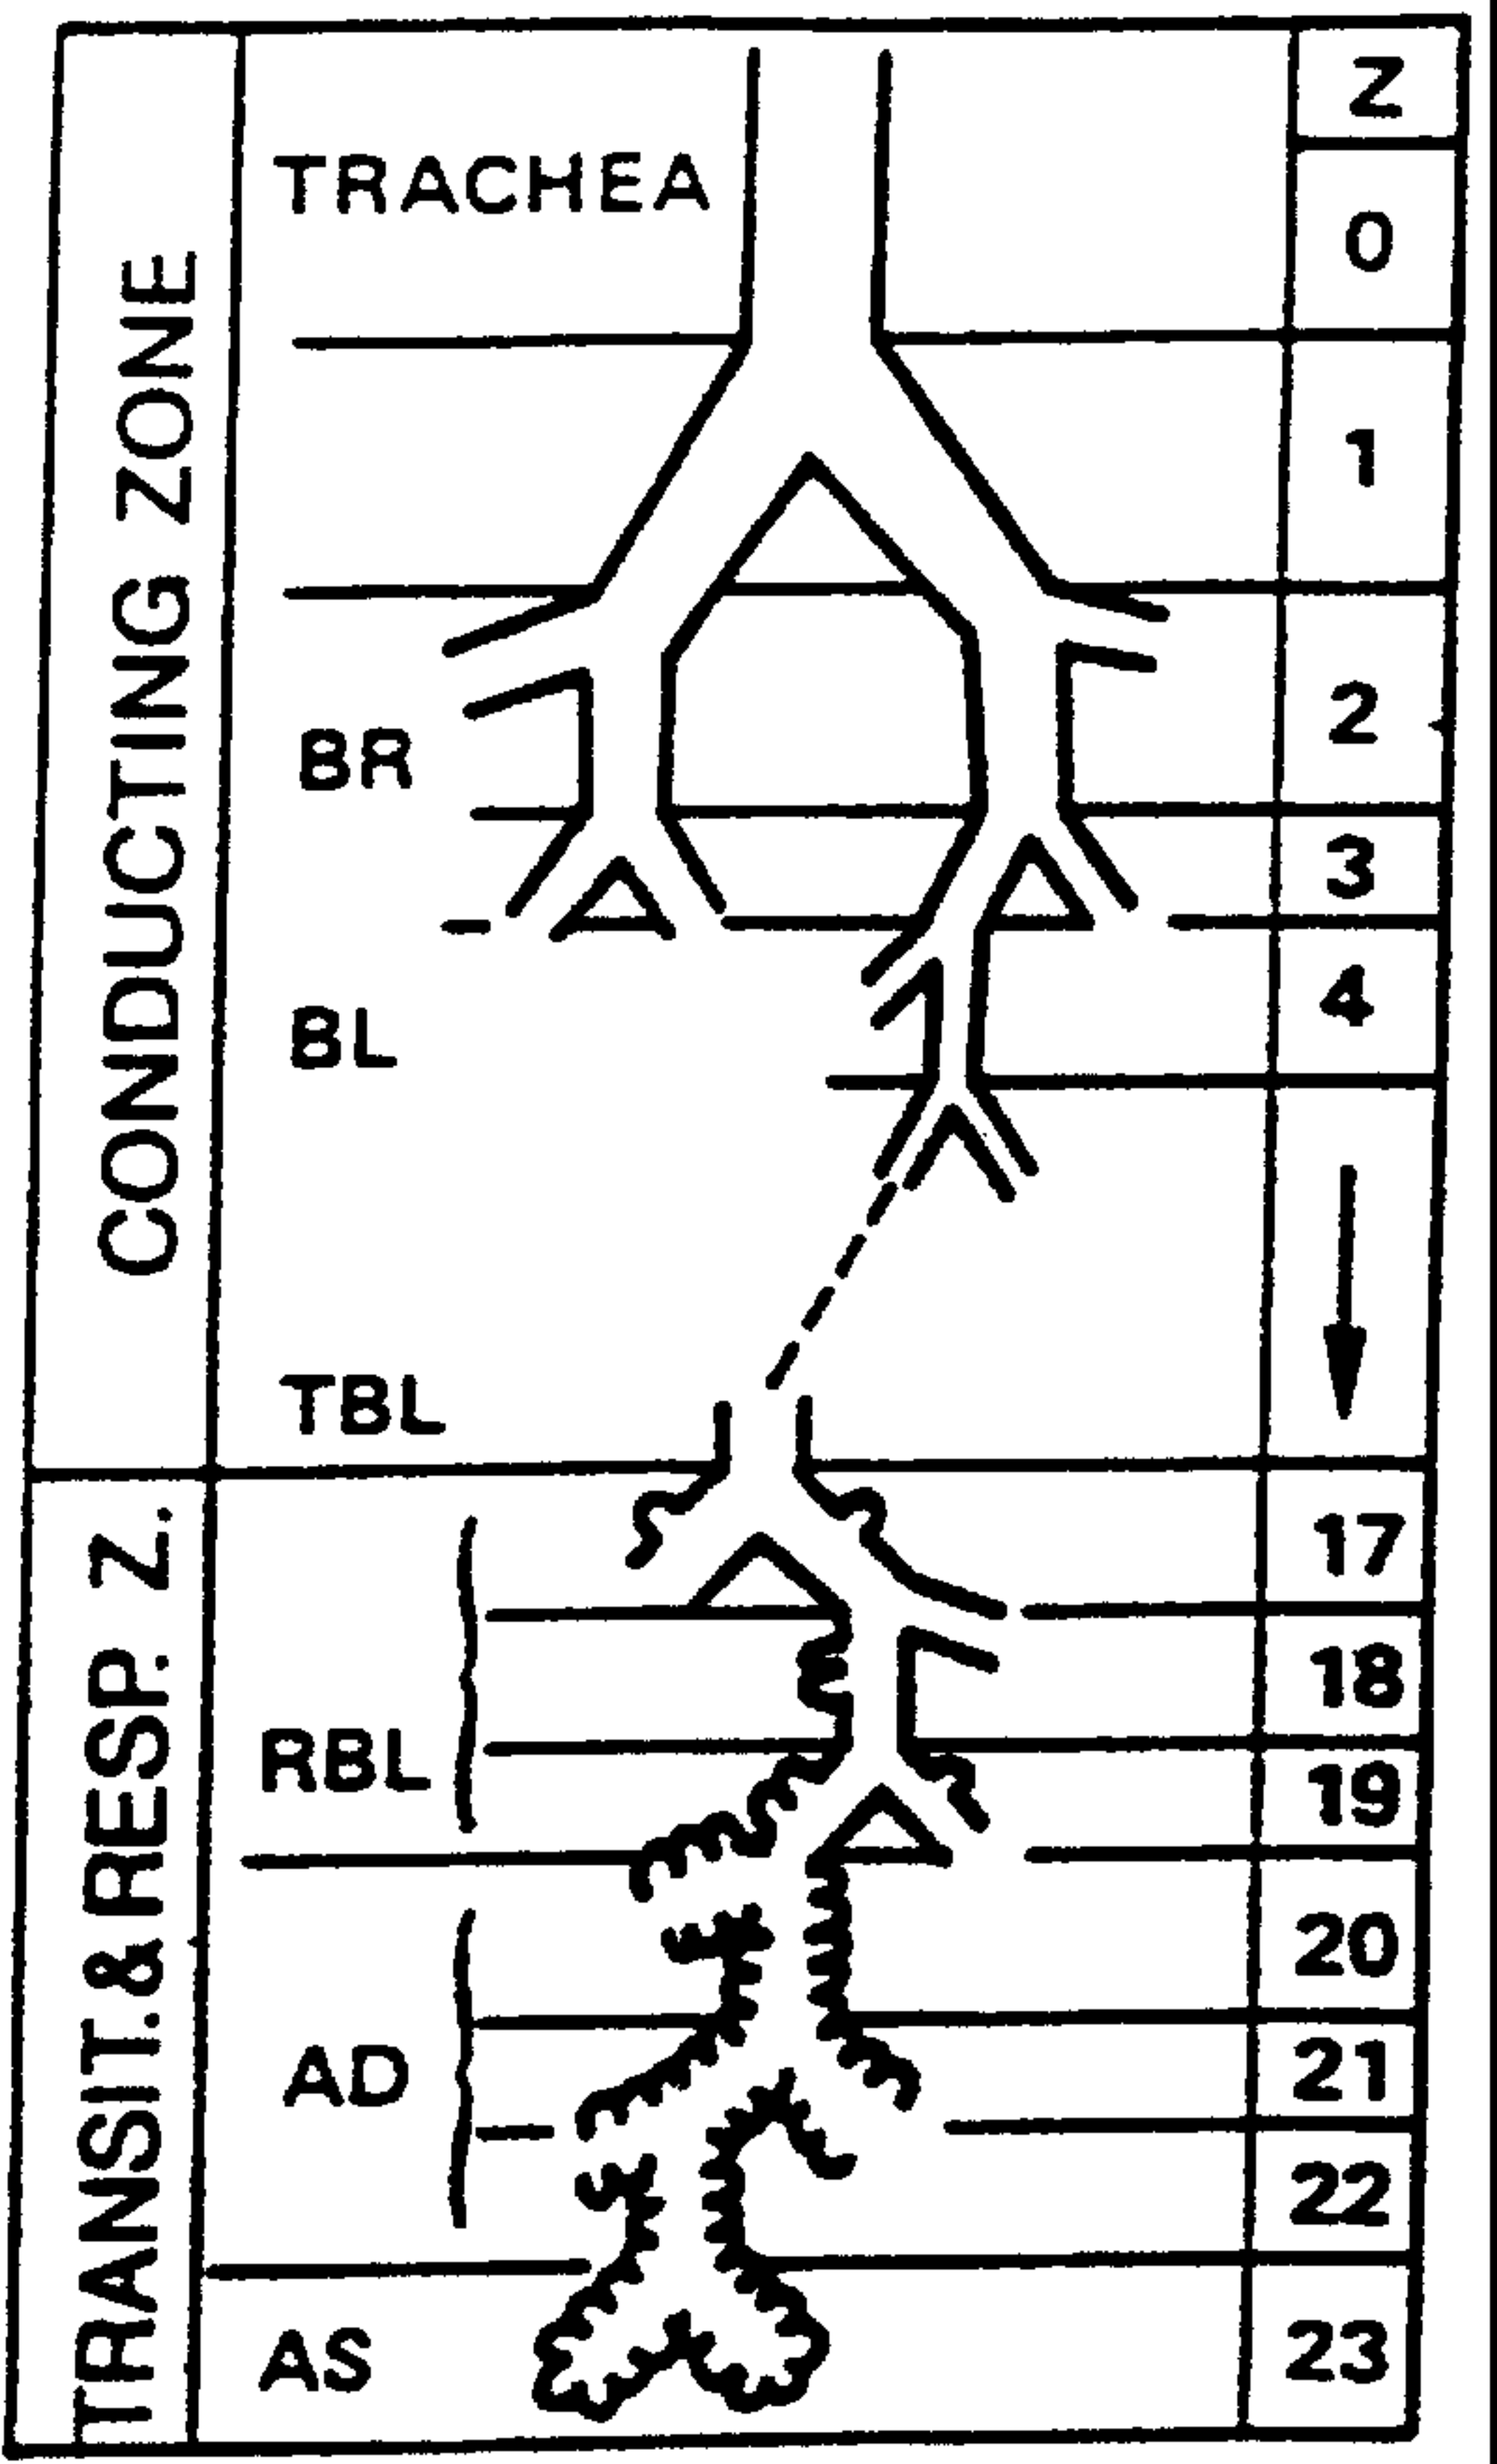 CONDUCTING ZONE
TRANSIT. & RESP. Z.
TRACHEA
BR
BL
TBL
RBL
AD
AS
Z
0
1
2
3
4
17
18
19
20
21
22
23